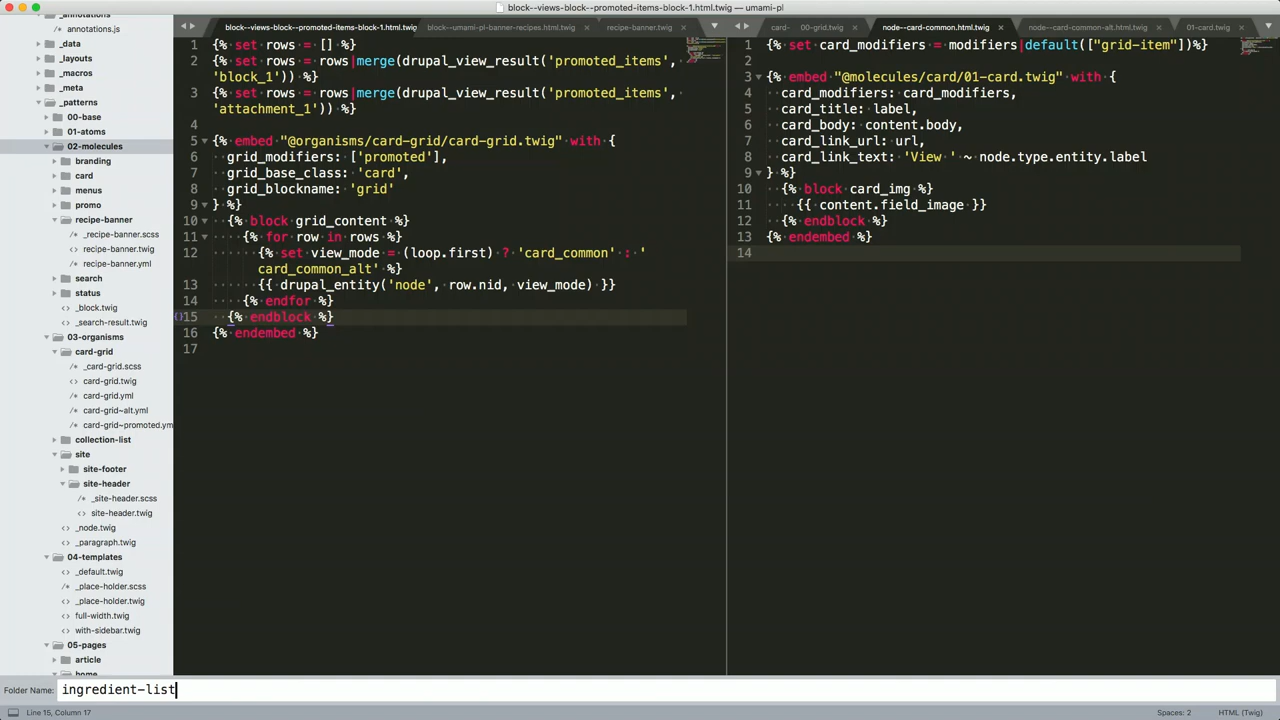 block--views-block--promoted-items-block-1.html.twig — umami-pl
annotations.js
_data
_layouts
_macros
_meta
_patterns
00-base
01-atoms
02-molecules
branding
card
menus
promo
recipe-banner
_recipe-banner.scss
recipe-banner.twig
recipe-banner.yml
search
status
_block.twig
_search-result.twig
03-organisms
card-grid
_card-grid.scss
card-grid.twig
card-grid.yml
card-grid~alt.yml
card-grid~promoted.ym
collection-list
site
site-footer
site-header
_site-header.scss
site-header.twig
_node.twig
_paragraph.twig
04-templates
_default.twig
_place-holder.scss
_place-holder.twig
full-width.twig
with-sidebar.twig
05-pages
article
home
block--views-block--promoted-items-block-1.html.twig
block--umami-pl-banner-recipes.html.twig
recipe-banner.twig
1 {% set rows = [] %}
2 {% set rows = rows|merge(drupal_view_result('promoted_items',
'block_1')) %}
3 {% set rows = rows|merge(drupal_view_result('promoted_items',
'attachment_1')) %}
4
5 {% embed "@organisms/card-grid/card-grid.twig" with {
6 grid_modifiers: ['promoted'],
7 grid_base_class: 'card',
8 grid_blockname: 'grid'
9 } %}
10 {% block grid_content %}
11 {% for row in rows %}
12 {% set view_mode = (loop.first) ? 'card_common' : '
card_common_alt' %}
13 {{ drupal_entity('node', row.nid, view_mode) }}
14 {% endfor %}
15 {% endblock %}
16 {% endembed %}
17
card-
00-grid.twig
node--card-common.html.twig
node--card-common-alt.html.twig
01-card.twig
1 {% set card_modifiers = modifiers|default(["grid-item"])%}
2
3 {% embed "@molecules/card/01-card.twig" with {
4 card_modifiers: card_modifiers,
5 card_title: label,
6 card_body: content.body,
7 card_link_url: url,
8 card_link_text: 'View ' ~ node.type.entity.label
9 } %}
10 {% block card_img %}
11 {{ content.field_image }}
12 {% endblock %}
13 {% endembed %}
14
Folder Name: ingredient-list
Line 15, Column 17
Spaces: 2
HTML (Twig)